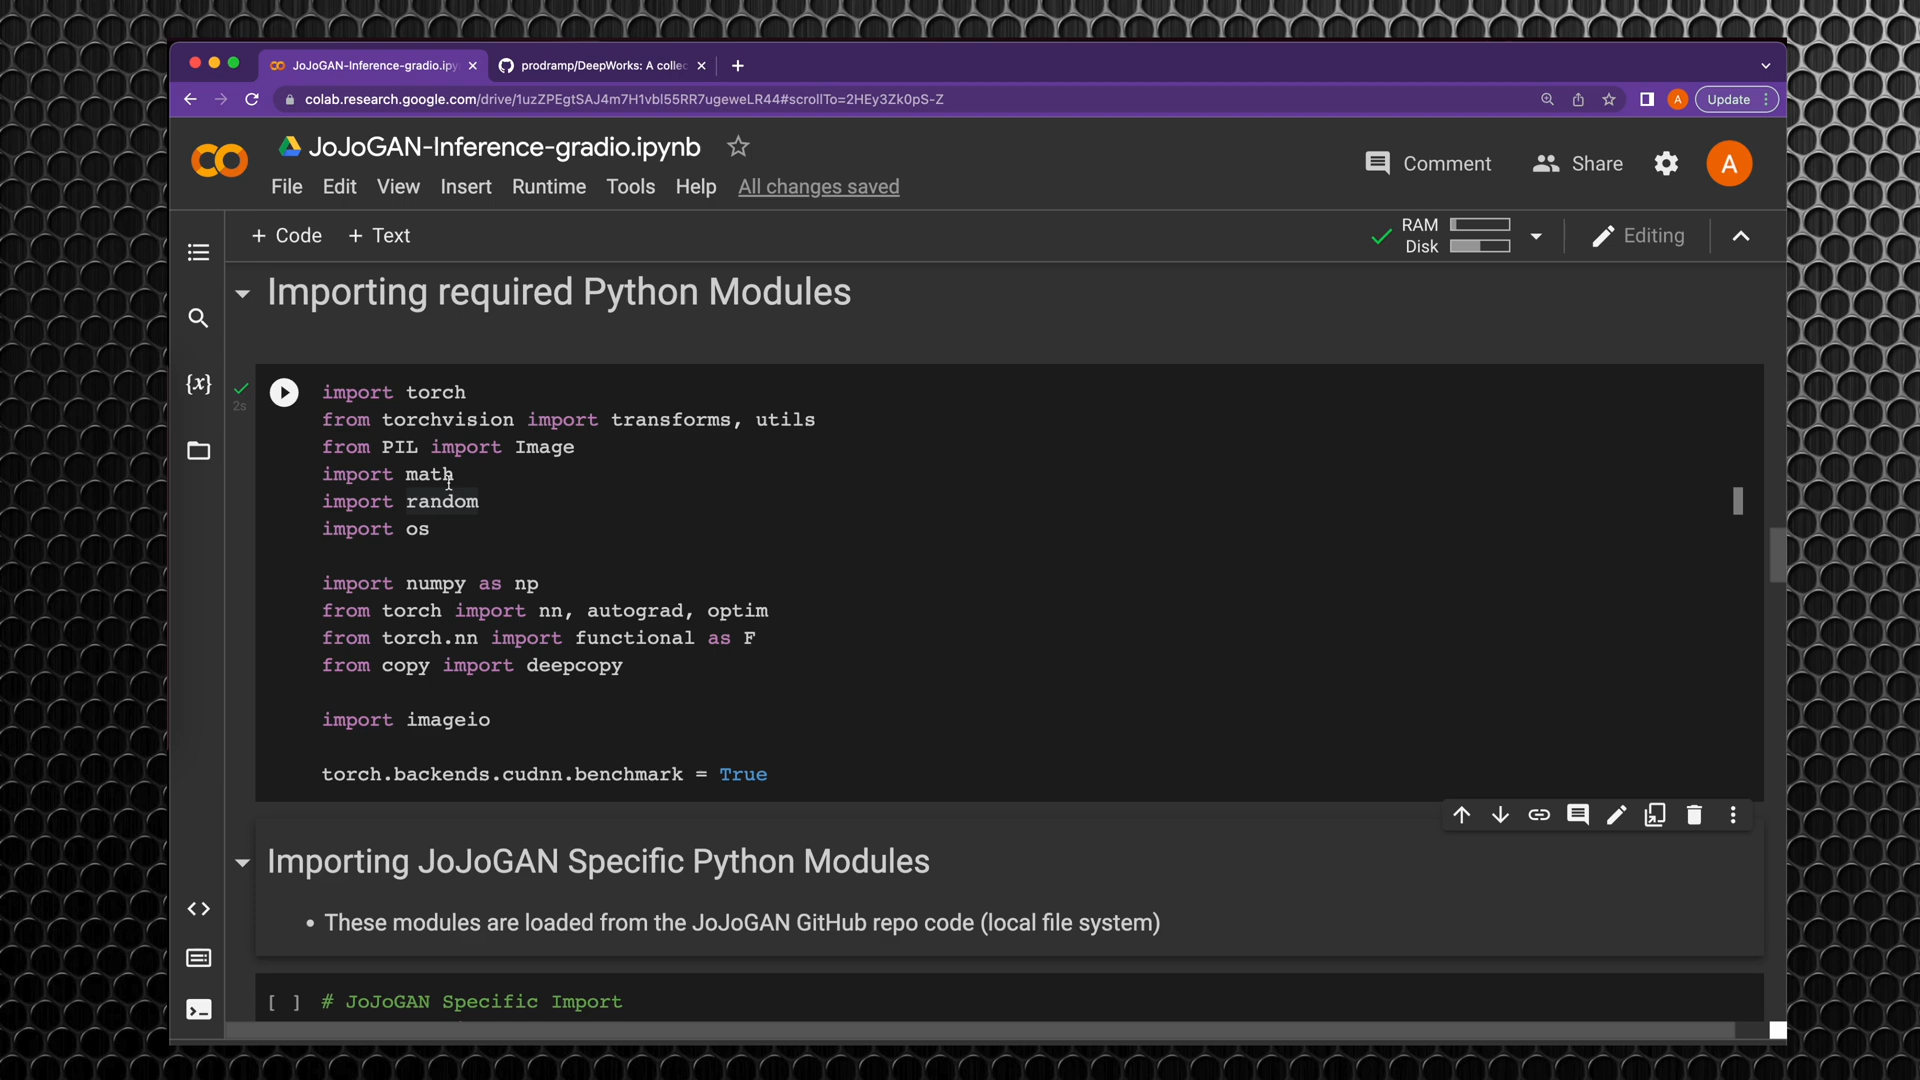 JoJoGAN-Inference-gradio.ipy
prodramp/DeepWorks: A collec
colab.research.google.com/drive/1uzZPEgtSAJ4m7H1vbl55RR7ugeweLR44#scrollTo=2HEy3Zk0pS-Z
A
Update
JoJoGAN-Inference-gradio.ipynb
Comment
Share
A
File Edit View Insert Runtime Tools Help All changes saved
+ Code + Text
RAM
Disk
Editing
Importing required Python Modules
{x}
2s
import torch
from torchvision import transforms, utils
from PIL import Image
import math
import random
import os
import numpy as np
from torch import nn, autograd, optim
from torch.nn import functional as F
from copy import deepcopy
import imageio
torch.backends.cudnn.benchmark = True
Importing JoJoGAN Specific Python Modules
• These modules are loaded from the JoJoGAN GitHub repo code (local file system)
[ ] # JoJoGAN Specific Import